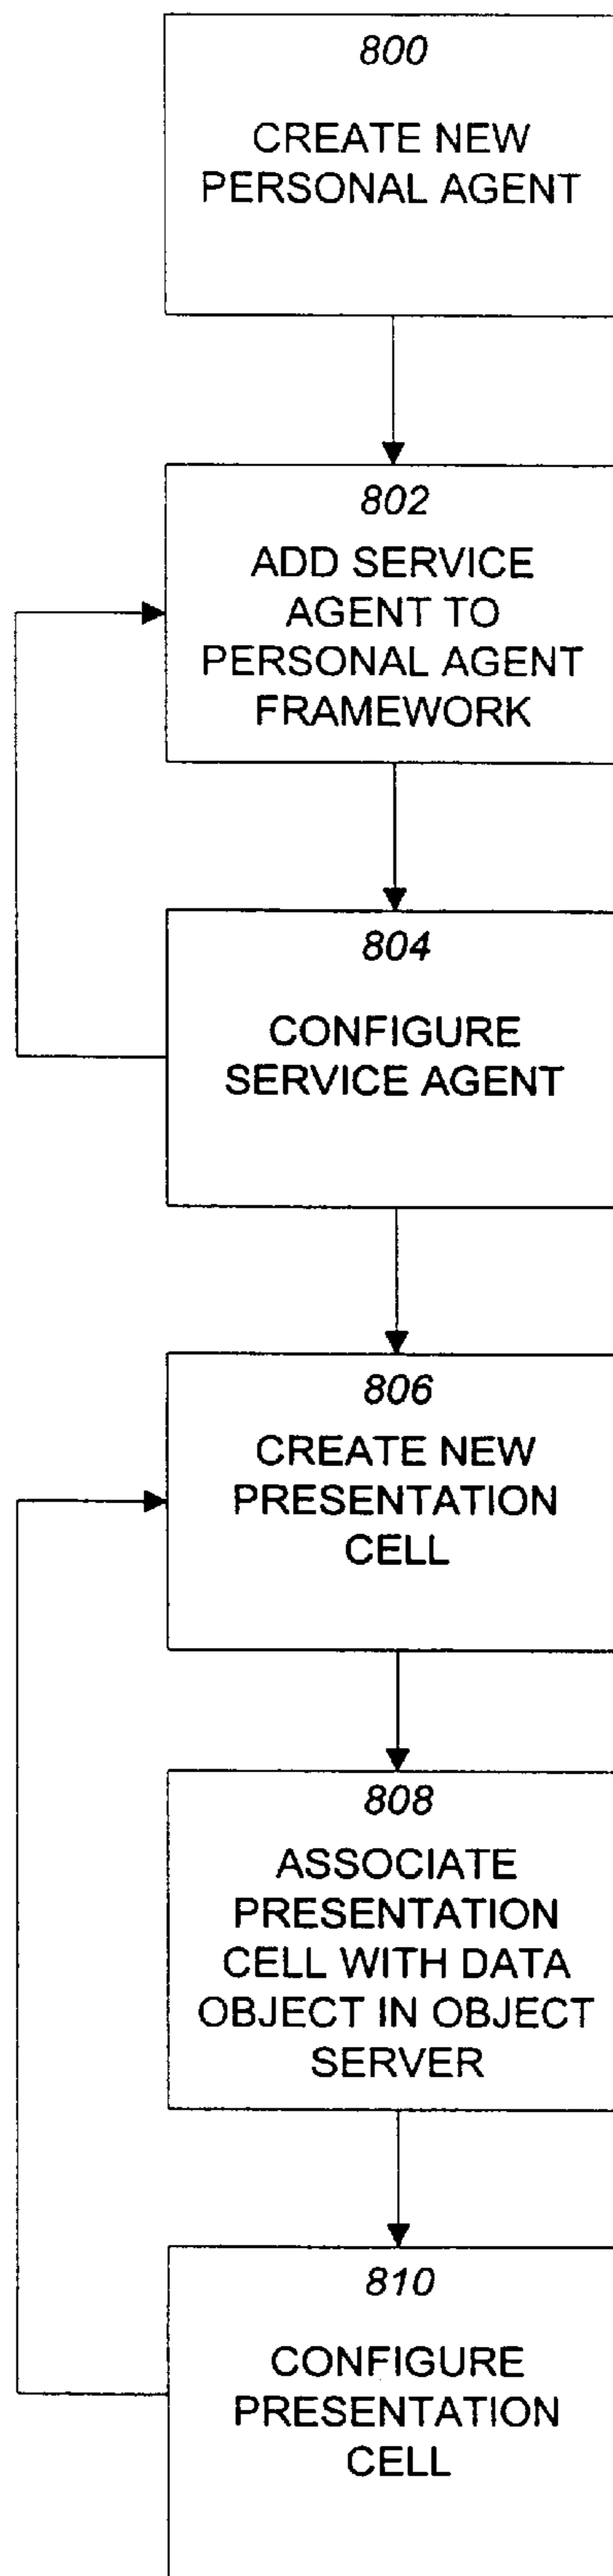 800
CREATE NEW
PERSONAL AGENT
802
ADD SERVICE
AGENT TO
PERSONAL AGENT
FRAMEWORK
804
CONFIGURE
SERVICE AGENT
806
CREATE NEW
PRESENTATION
CELL
808
ASSOCIATE
PRESENTATION
CELL WITH DATA
OBJECT IN OBJECT
SERVER
810
CONFIGURE
PRESENTATION
CELL